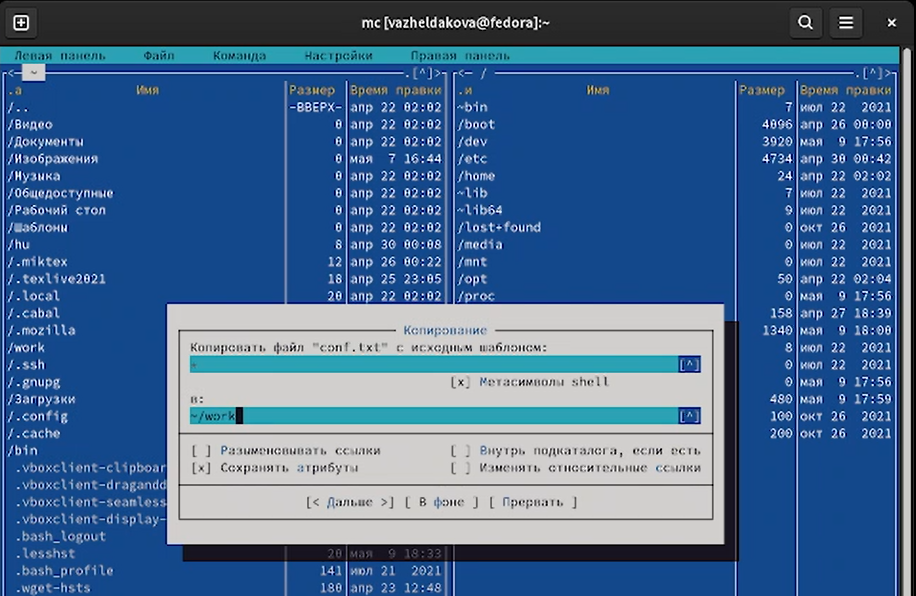 mc [vazheldakova@fedora]:~
Левая панель Файл Команда Настройки Правая панель
<─ ~ .[^]> <─ / .[^]>
.а Имя Размер Время правки .и Имя Размер Время правки
/.. -ВВЕРХ- апр 22 02:02 ~bin 7 июл 22 2021
/Видео 0 апр 22 02:02 /boot 4096 апр 26 00:00
/Документы 0 апр 22 02:02 /dev 3920 мая 9 17:56
/Изображения 0 мая 7 16:44 /etc 4734 апр 30 00:42
/Музыка 0 апр 22 02:02 /home 24 апр 22 02:02
/Общедоступные 0 апр 22 02:02 ~lib 7 июл 22 2021
/Рабочий стол 0 апр 22 02:02 ~lib64 9 июл 22 2021
/Шаблоны 0 апр 22 02:02 /lost+found 0 окт 26 2021
/hu 8 апр 30 00:08 /media 0 июл 22 2021
/.miktex 12 апр 26 00:22 /mnt 0 июл 22 2021
/.texlive2021 18 апр 25 23:05 /opt 50 апр 22 02:04
/.local 20 апр 22 02:02 /proc 0 мая 9 17:56
/.cabal 158 апр 27 18:39
/.mozilla 1340 мая 9 18:00
/work 8 июл 22 2021
/.ssh 0 июл 22 2021
/.gnupg 0 мая 9 17:56
/Загрузки 480 мая 9 17:59
/.config 100 окт 26 2021
/.cache 200 окт 26 2021
/bin
.vboxclient-clipboar
.vboxclient-draganddr
.vboxclient-seamless
.vboxclient-display-
.bash_logout
.lesshst 20 мая 9 18:33
.bash_profile 141 июл 21 2021
.wget-hsts 180 апр 23 12:48
Копирование
Копировать файл "conf.txt" с исходным шаблоном:
* [^]
[x] Метасимволы shell
в:
~/work [^]
[ ] Разыменовывать ссылки [ ] Внутрь подкаталога, если есть
[x] Сохранять атрибуты [ ] Изменять относительные ссылки
[< Дальше >] [ В фоне ] [ Прервать ]